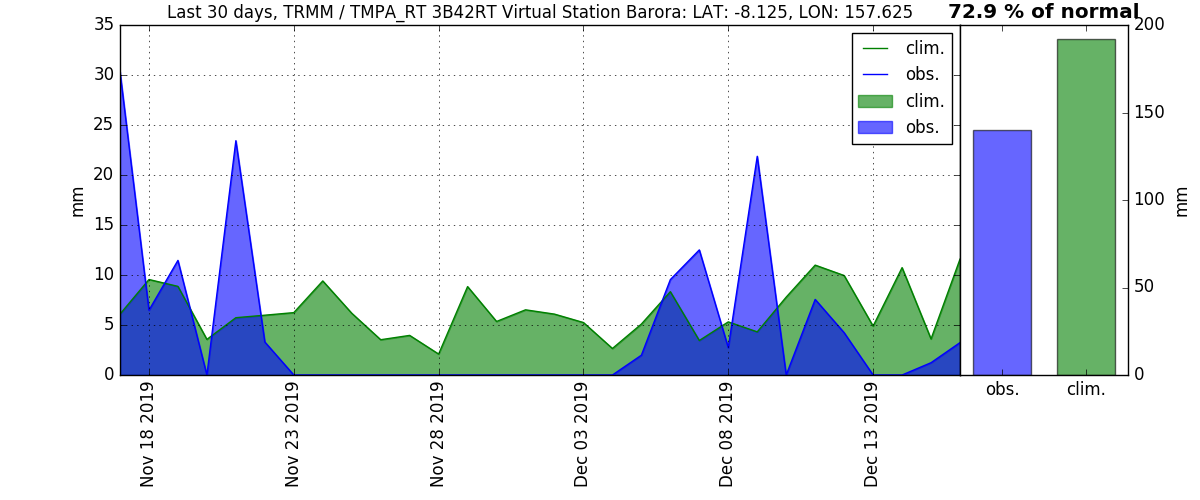 Last 30 days, TRMM / TMPA_RT 3B42RT Virtual Station Barora: LAT: -8.125, LON: 157.625
72.9 % of normal
35
30
25
20
15
10
5
0
mm
clim.
obs.
clim.
obs.
200
150
100
50
0
mm
Nov 18 2019
Nov 23 2019
Nov 28 2019
Dec 03 2019
Dec 08 2019
Dec 13 2019
obs.
clim.